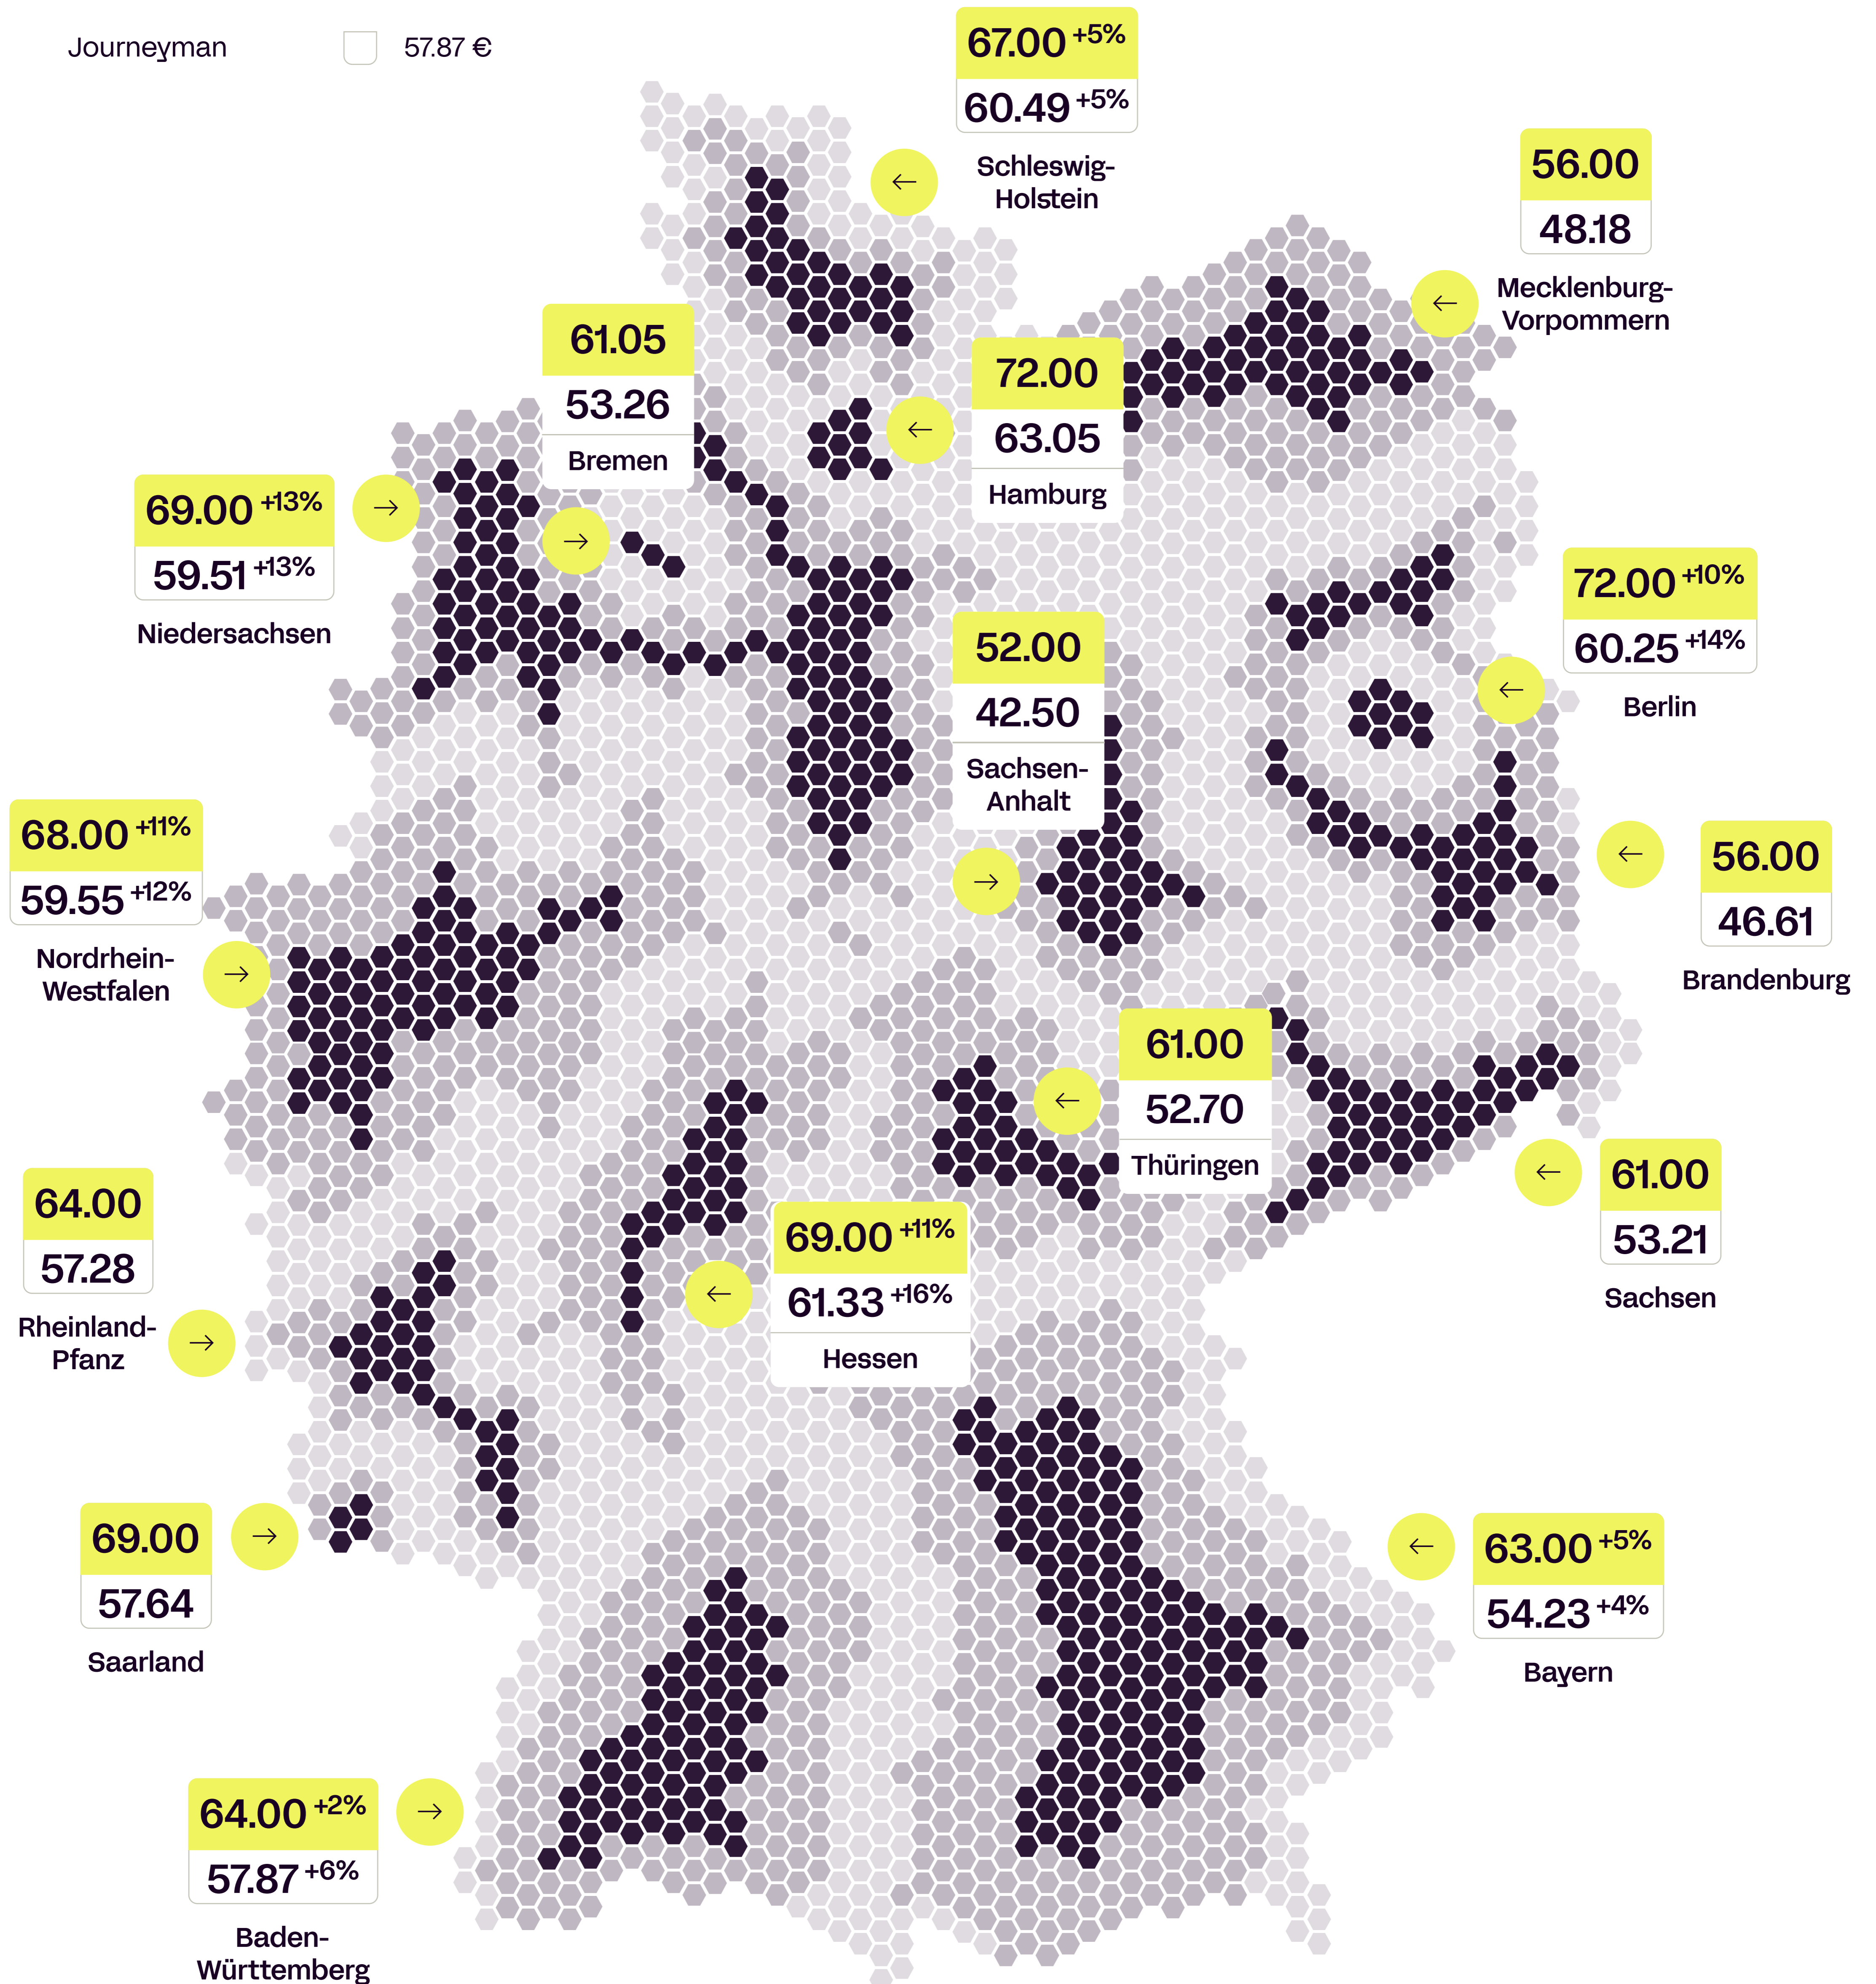 Journeyman 57.87 €
67.00 +5%
60.49 +5%
Schleswig-
Holstein
56.00
48.18
Mecklenburg-
Vorpommern
61.05
53.26
Bremen
72.00
63.05
Hamburg
69.00 +13%
59.51 +13%
Niedersachsen
72.00 +10%
60.25 +14%
Berlin
52.00
42.50
Sachsen-
Anhalt
68.00 +11%
59.55 +12%
Nordrhein-
Westfalen
56.00
46.61
Brandenburg
61.00
52.70
Thüringen
61.00
53.21
Sachsen
64.00
57.28
Rheinland-
Pfanz
69.00 +11%
61.33 +16%
Hessen
69.00
57.64
Saarland
63.00 +5%
54.23 +4%
Bayern
64.00 +2%
57.87 +6%
Baden-
Württemberg